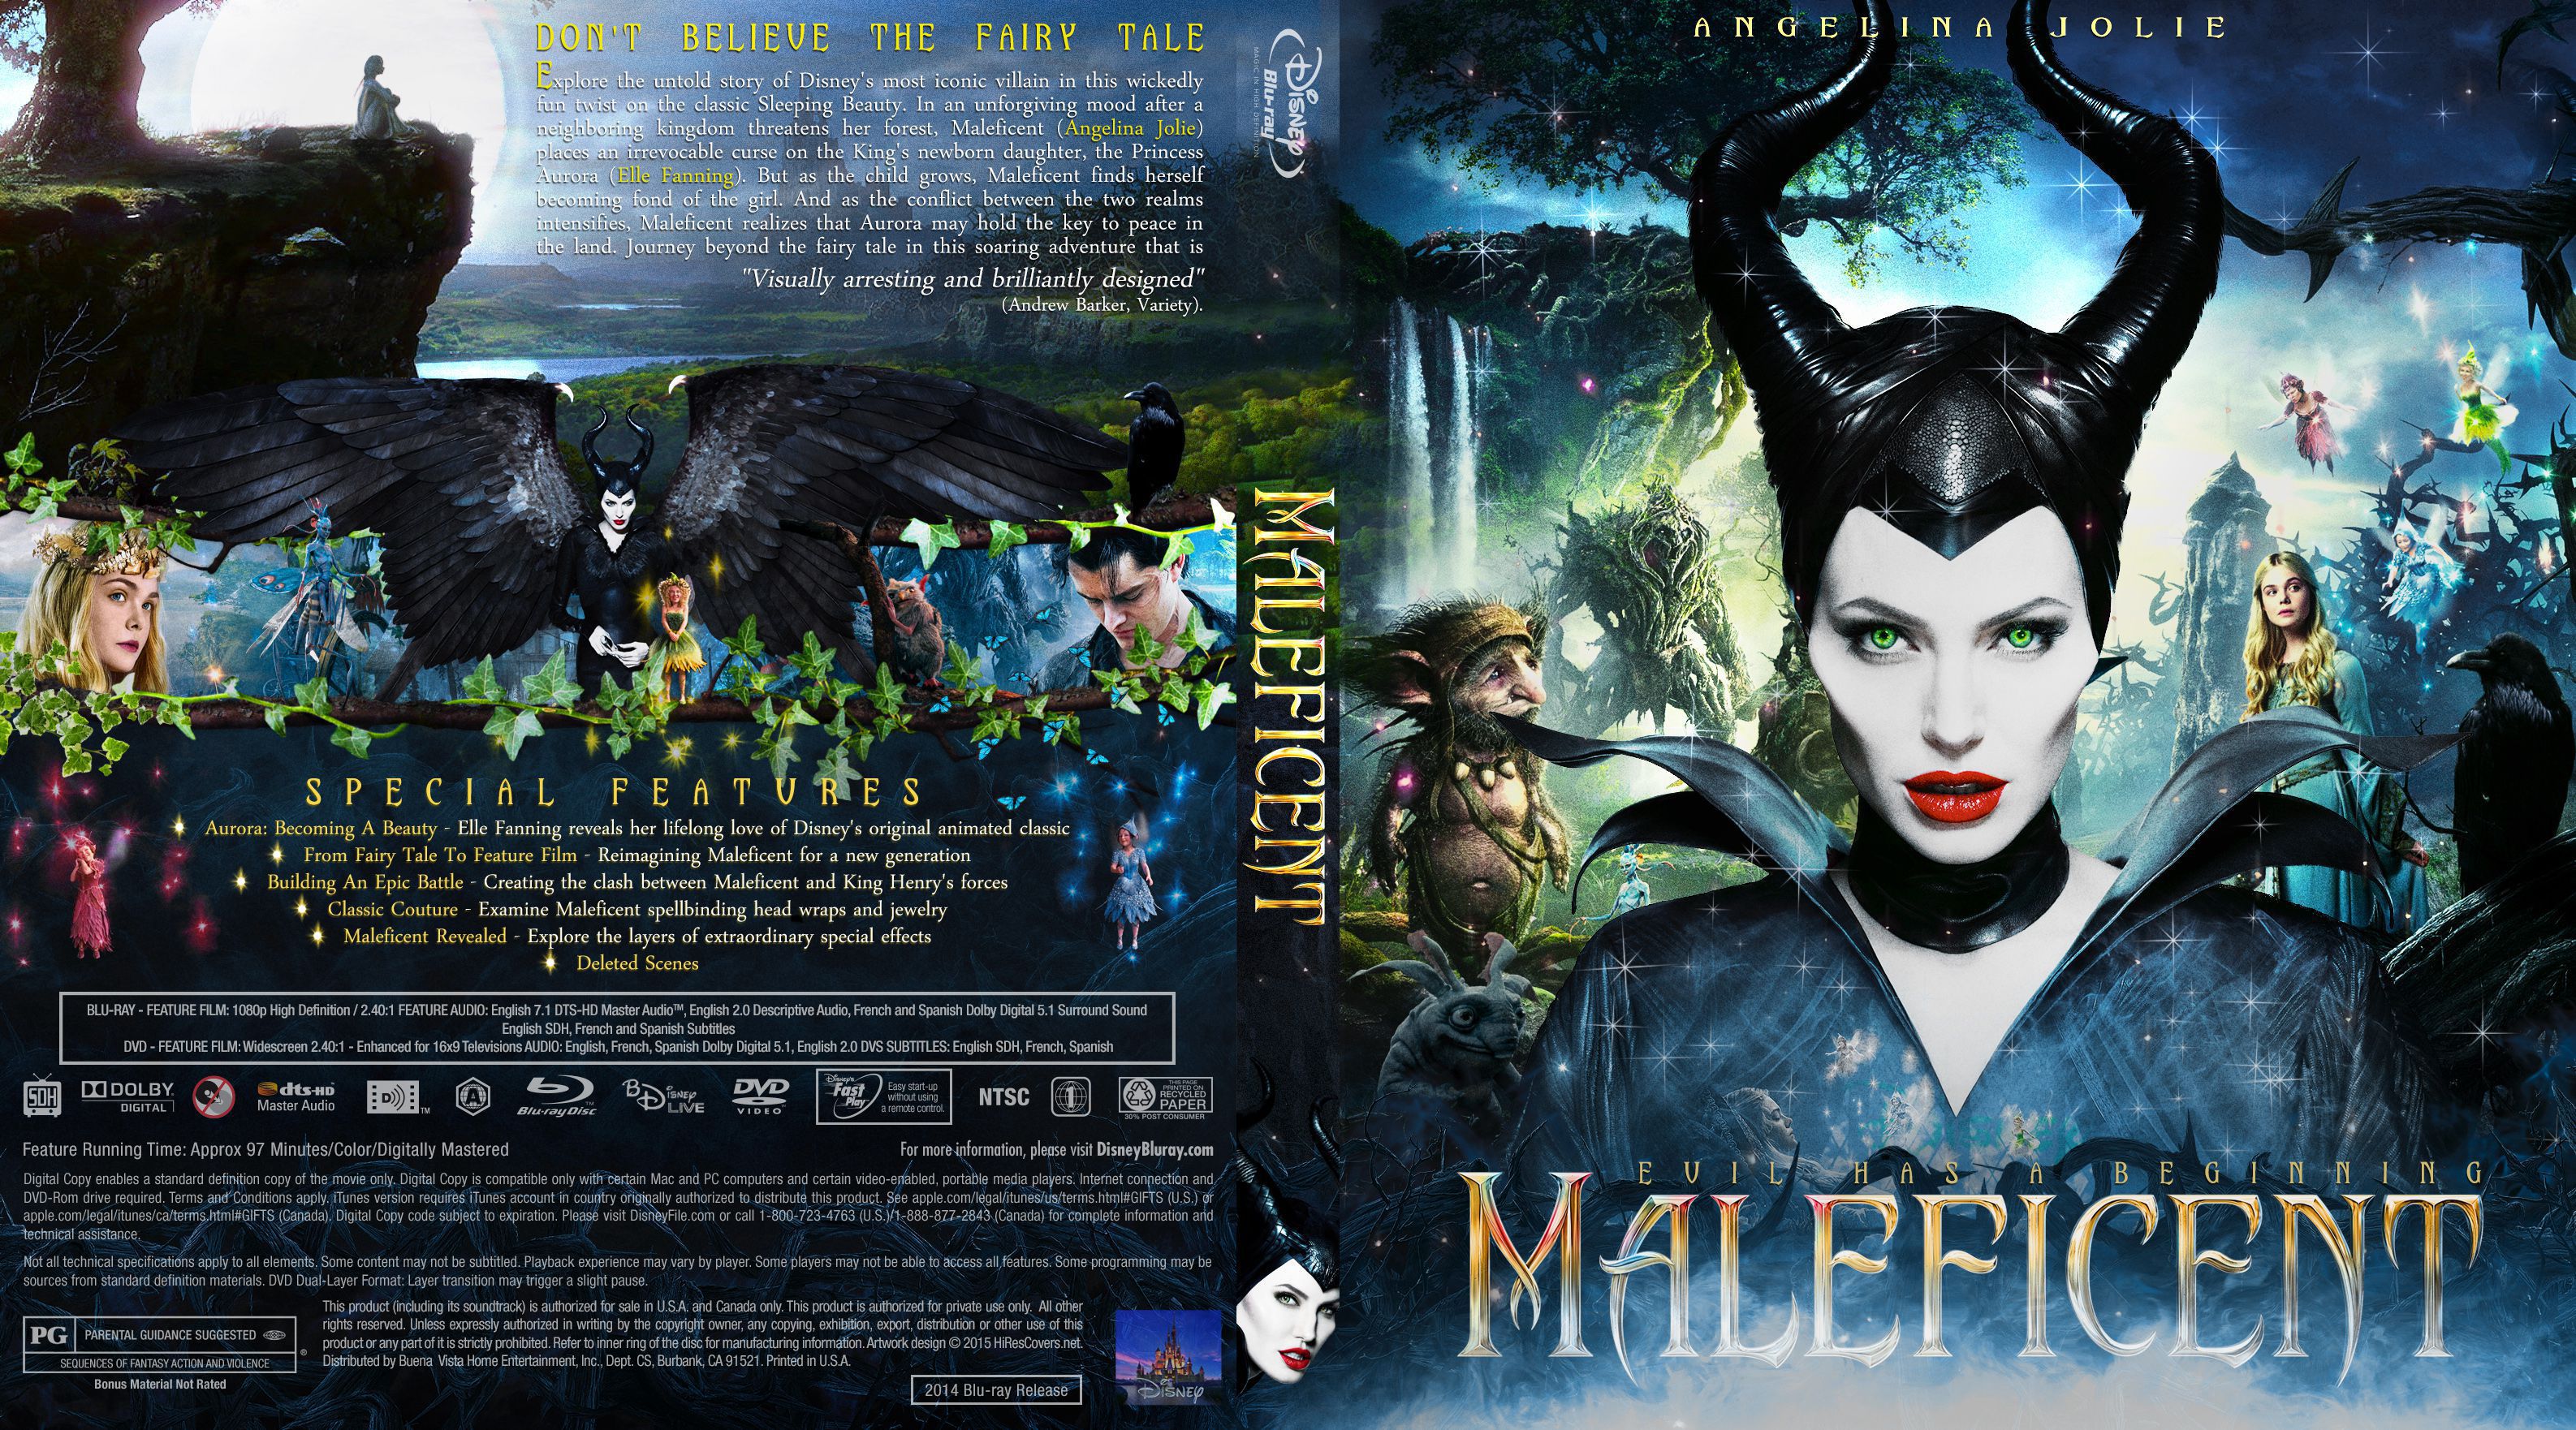 DON'T BELIEVE THE FAIRY TALE
Explore the untold story of Disney's most iconic villain in this wickedly
fun twist on the classic Sleeping Beauty. In an unforgiving mood after a
neighboring kingdom threatens her forest, Maleficent (Angelina Jolie)
places an irrevocable curse on the King's newborn daughter, the Princess
Aurora (Elle Fanning). But as the child grows, Maleficent finds herself
becoming fond of the girl. And as the conflict between the two realms
intensifies, Maleficent realizes that Aurora may hold the key to peace in
the land. Journey beyond the fairy tale in this soaring adventure that is
"Visually arresting and brilliantly designed"
(Andrew Barker, Variety).
SPECIAL FEATURES
Aurora: Becoming A Beauty - Elle Fanning reveals her lifelong love of Disney's original animated classic
From Fairy Tale To Feature Film - Reimagining Maleficent for a new generation
Building An Epic Battle - Creating the clash between Maleficent and King Henry's forces
Classic Couture - Examine Maleficent spellbinding head wraps and jewelry
Maleficent Revealed - Explore the layers of extraordinary special effects
Deleted Scenes
BLU-RAY - FEATURE FILM: 1080p High Definition / 2.40:1 FEATURE AUDIO: English 7.1 DTS-HD Master Audio™, English 2.0 Descriptive Audio, French and Spanish Dolby Digital 5.1 Surround Sound
English SDH, French and Spanish Subtitles
DVD - FEATURE FILM: Widescreen 2.40:1 - Enhanced for 16x9 Televisions AUDIO: English, French, Spanish Dolby Digital 5.1, English 2.0 DVS SUBTITLES: English SDH, French, Spanish
SDH
DOLBY
DIGITAL
dts-HD
Master Audio
D)))™
A
Blu-ray Disc™
BD Disney LIVE
DVD
VIDEO
Disney's
Fast
Play
Easy start-up
without using
a remote control.
NTSC
1
THIS PAGE
PRINTED ON
RECYCLED
PAPER
30% POST CONSUMER
Feature Running Time: Approx 97 Minutes/Color/Digitally Mastered
For more information, please visit DisneyBluray.com
Digital Copy enables a standard definition copy of the movie only. Digital Copy is compatible only with certain Mac and PC computers and certain video-enabled, portable media players. Internet connection and
DVD-Rom drive required. Terms and Conditions apply. iTunes version requires iTunes account in country originally authorized to distribute this product. See apple.com/legal/itunes/us/terms.html#GIFTS (U.S.) or
apple.com/legal/itunes/ca/terms.html#GIFTS (Canada). Digital Copy code subject to expiration. Please visit DisneyFile.com or call 1-800-723-4763 (U.S.)/1-888-877-2843 (Canada) for complete information and
technical assistance.
Not all technical specifications apply to all elements. Some content may not be subtitled. Playback experience may vary by player. Some players may not be able to access all features. Some programming may be
sources from standard definition materials. DVD Dual-Layer Format: Layer transition may trigger a slight pause.
PG PARENTAL GUIDANCE SUGGESTED
SEQUENCES OF FANTASY ACTION AND VIOLENCE
®
Bonus Material Not Rated
This product (including its soundtrack) is authorized for sale in U.S.A. and Canada only. This product is authorized for private use only. All other
rights reserved. Unless expressly authorized in writing by the copyright owner, any copying, exhibition, export, distribution or other use of this
product or any part of it is strictly prohibited. Refer to inner ring of the disc for manufacturing information. Artwork design © 2015 HiResCovers.net.
Distributed by Buena Vista Home Entertainment, Inc., Dept. CS, Burbank, CA 91521. Printed in U.S.A.
2014 Blu-ray Release
Disney
Disney
Blu-ray
MAGIC IN HIGH DEFINITION
MALEFICENT
ANGELINA JOLIE
EVIL HAS A BEGINNING
MALEFICENT